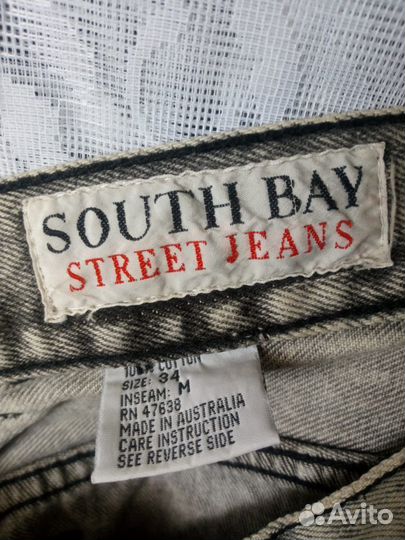 SOUTH BAY
STREET JEANS
100% COTTON
SIZE: 34
INSEAM: M
RN 47638
MADE IN AUSTRALIA
CARE INSTRUCTION
SEE REVERSE SIDE
Avito